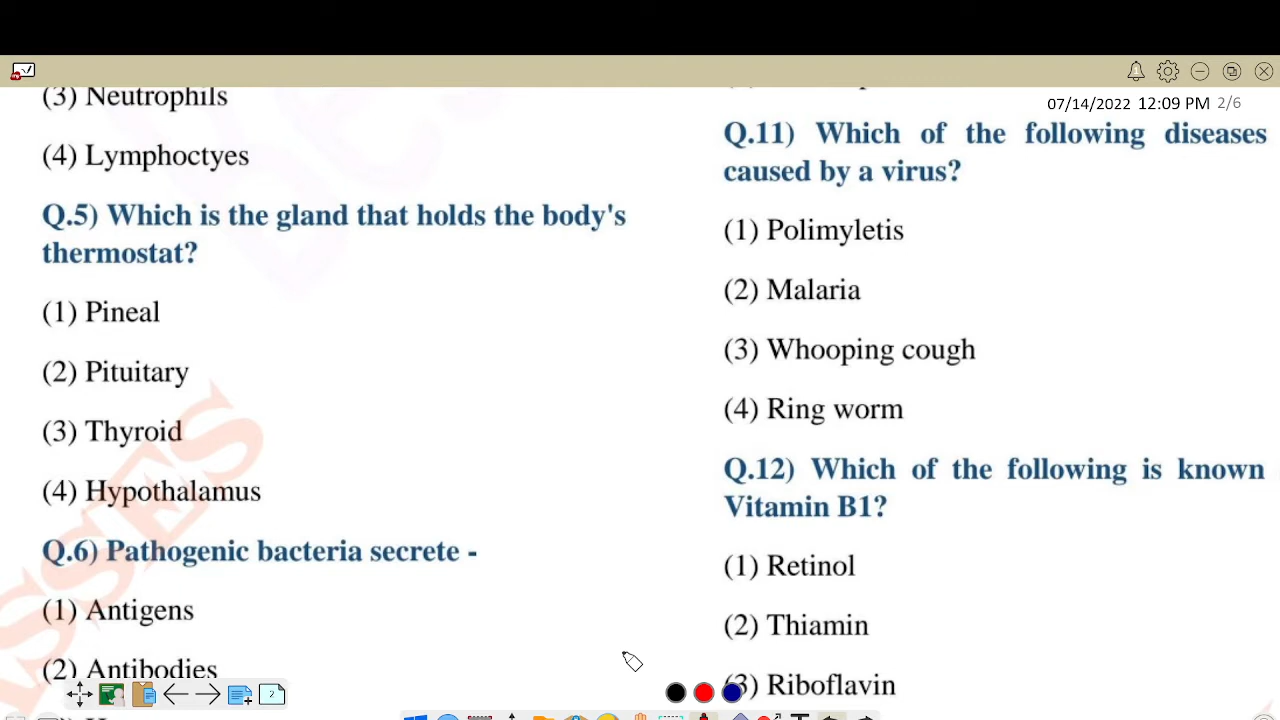 07/14/2022 12:09 PM 2/6
(3) Neutrophils
(4) Lymphoctyes
Q.5) Which is the gland that holds the body's
thermostat?
(1) Pineal
(2) Pituitary
(3) Thyroid
(4) Hypothalamus
Q.6) Pathogenic bacteria secrete -
(1) Antigens
(2) Antibodies
Q.11) Which of the following diseases
caused by a virus?
(1) Polimyletis
(2) Malaria
(3) Whooping cough
(4) Ring worm
Q.12) Which of the following is known
Vitamin B1?
(1) Retinol
(2) Thiamin
(3) Riboflavin
2